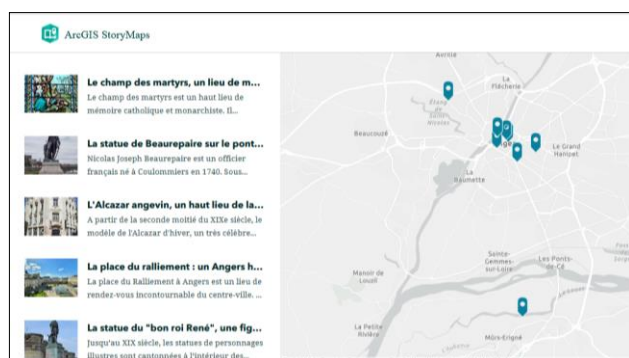 ArcGIS StoryMaps
Le champ des martyrs, un lieu de m...
Le champ des martyrs est un haut lieu de
mémoire catholique et monarchiste. Il...
La statue de Beaurepaire sur le pont...
Nicolas Joseph Beaurepaire est un officier
français né à Coulommiers en 1740. Sous...
L'Alcazar angevin, un haut lieu de la...
A partir de la seconde moitié du XIXe siècle, le
modèle de l'Alcazar d'hiver, un très célèbre...
La place du ralliement : un Angers h...
La place du Ralliement à Angers est un lieu de
rendez-vous incontournable du centre-ville. ...
La statue du "bon roi René", une fig...
Jusqu'au XIXe siècle, les statues de personnages
illustres sont cantonnées à l'intérieur des...
Avrillé
La
Flécherie
Étang
de Saint-
Nicolas
Beaucouzé
Le Grand
La
Baumette
Sainte-
Gemmes-
sur-Loire
Les Ponts-
de-Cé
Manoir de
La Petite
Rivière
Mûrs-Erigné